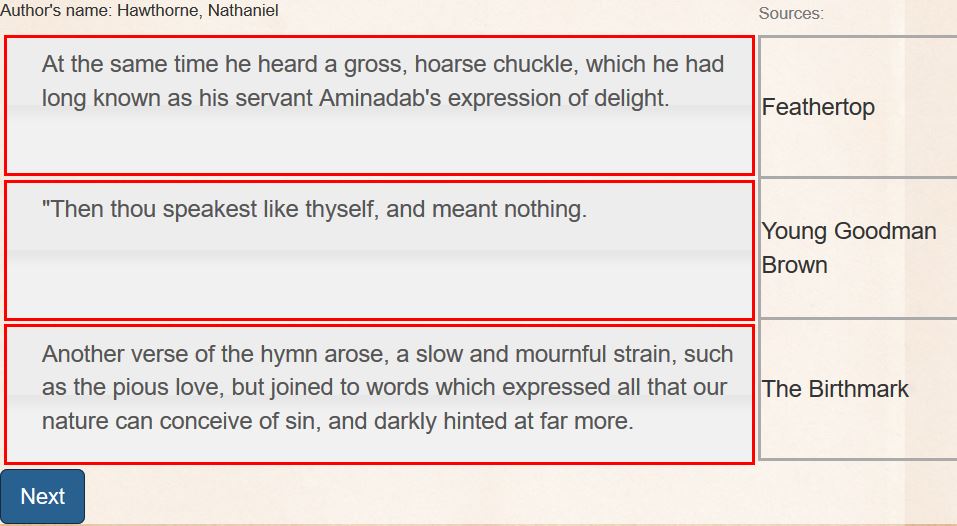 Author's name: Hawthorne, Nathaniel
Sources:
At the same time he heard a gross, hoarse chuckle, which he had
long known as his servant Aminadab's expression of delight.
Feathertop
"Then thou speakest like thyself, and meant nothing.
Young Goodman
Brown
Another verse of the hymn arose, a slow and mournful strain, such
as the pious love, but joined to words which expressed all that our
nature can conceive of sin, and darkly hinted at far more.
The Birthmark
Next